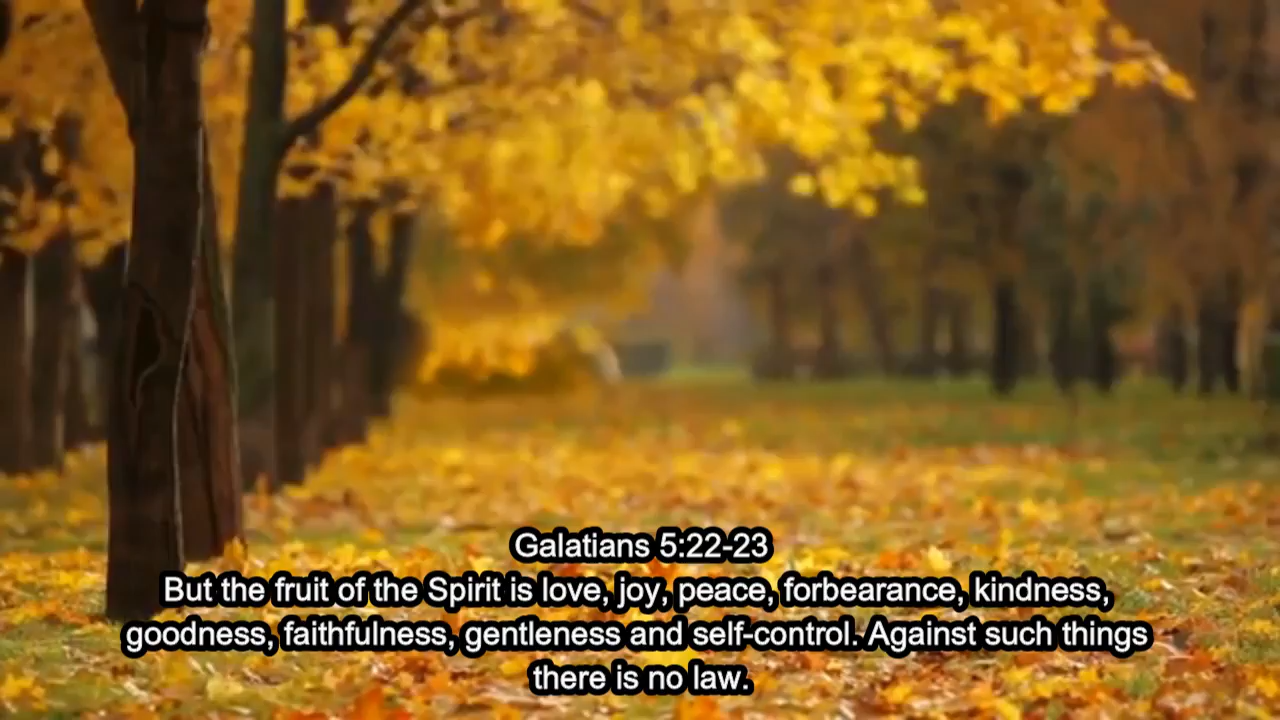 Galatians 5:22-23
But the fruit of the Spirit is love, joy, peace, forbearance, kindness,
goodness, faithfulness, gentleness and self-control. Against such things
there is no law.